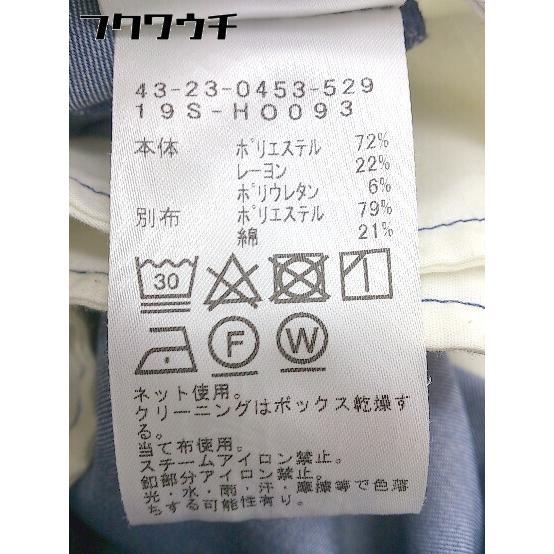 フクワウチ
43-23-0453-529
19S-HO093
本体 ポリエステル 72%
レーヨン 22%
ポリウレタン 6%
別布 ポリエステル 79%
綿 21%
30
F W
ネット使用。
クリーニングはボックス乾燥す
る。
当て布使用。
スチームアイロン禁止。
釦部分アイロン禁止。
光・水・雨・汗・摩擦等で色落
ちする可能性有り。